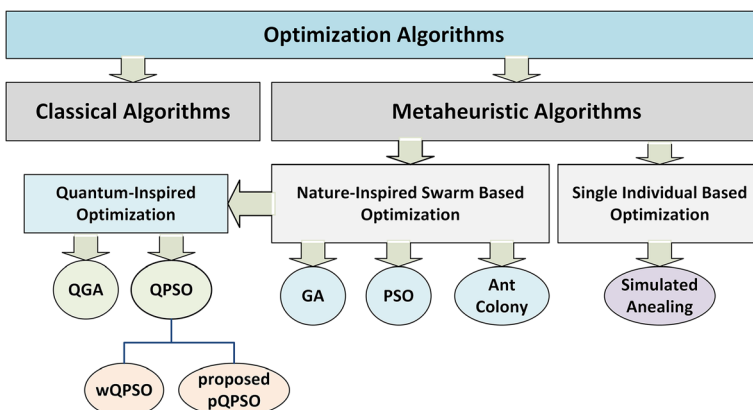 Optimization Algorithms
Classical Algorithms
Metaheuristic Algorithms
Quantum-Inspired
Optimization
Nature-Inspired Swarm Based
Optimization
Single Individual Based
Optimization
QGA
QPSO
GA
PSO
Ant
Colony
Simulated
Anealing
wQPSO
proposed
pQPSO